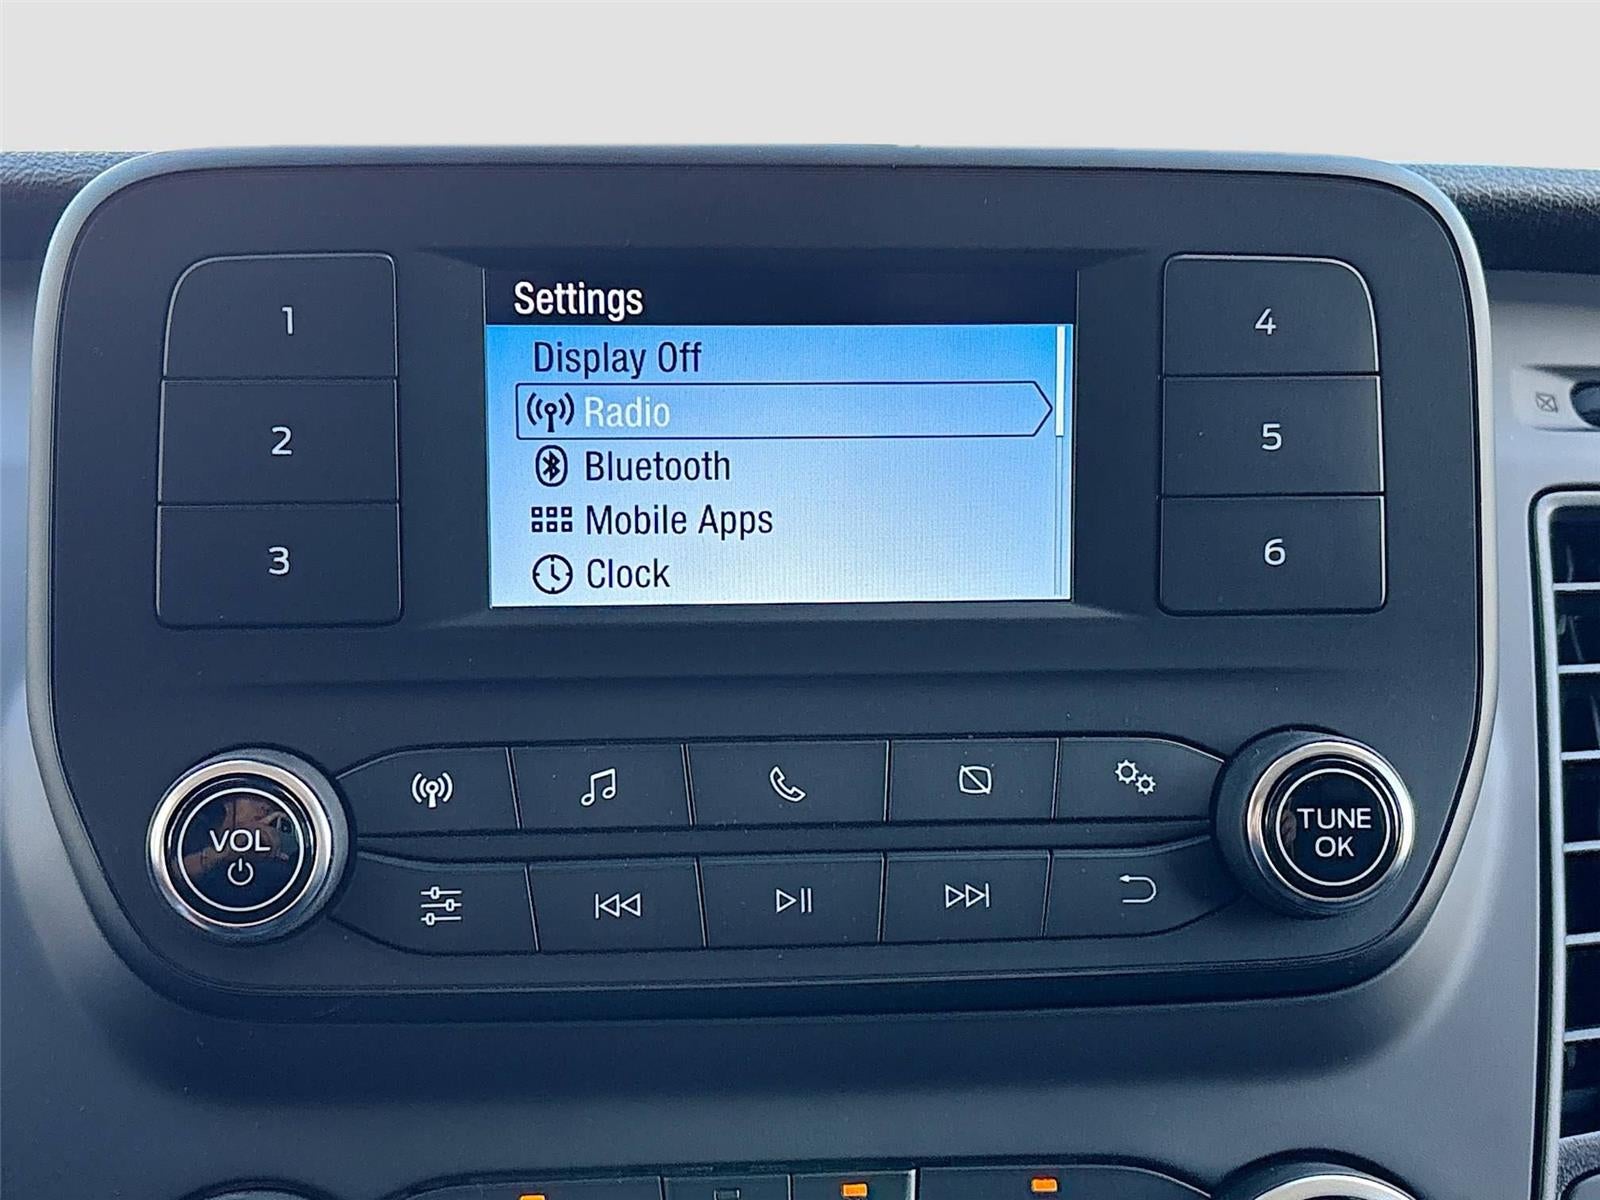 Settings
Display Off
Radio
Bluetooth
Mobile Apps
Clock
1
2
3
4
5
6
VOL
TUNE
OK